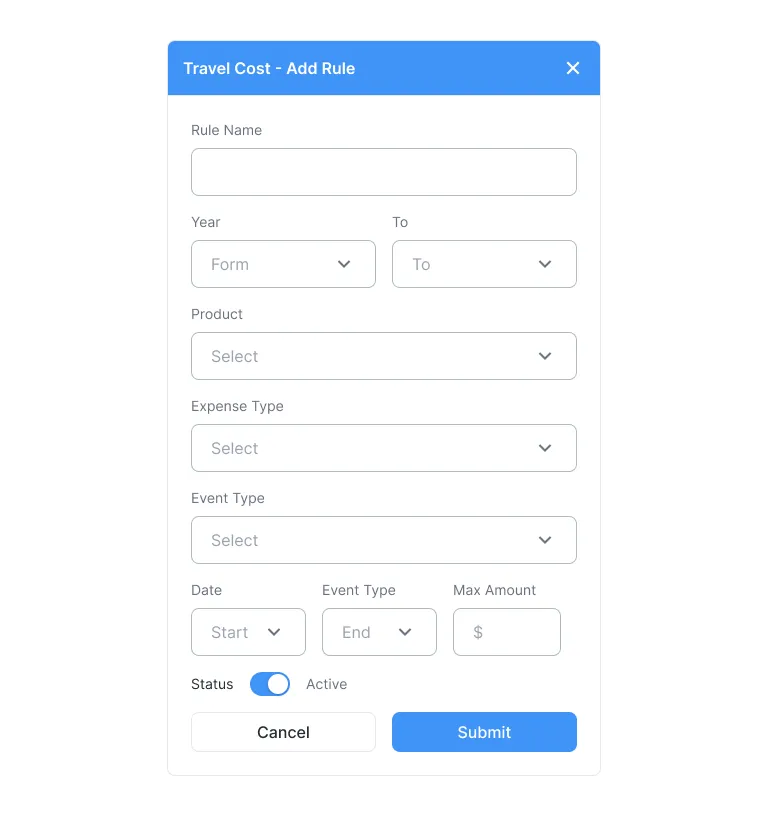 Travel Cost - Add Rule
Rule Name
Year To
Form To
Product
Select
Expense Type
Select
Event Type
Select
Date Event Type Max Amount
Start End $
Status Active
Cancel Submit